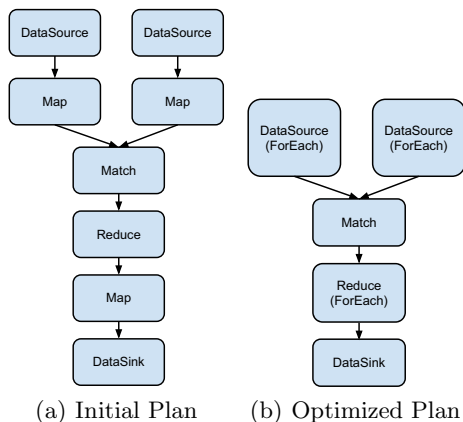 DataSource
DataSource
Map
Map
Match
Reduce
Map
DataSink
(a) Initial Plan
DataSource
(ForEach)
DataSource
(ForEach)
Match
Reduce
(ForEach)
DataSink
(b) Optimized Plan